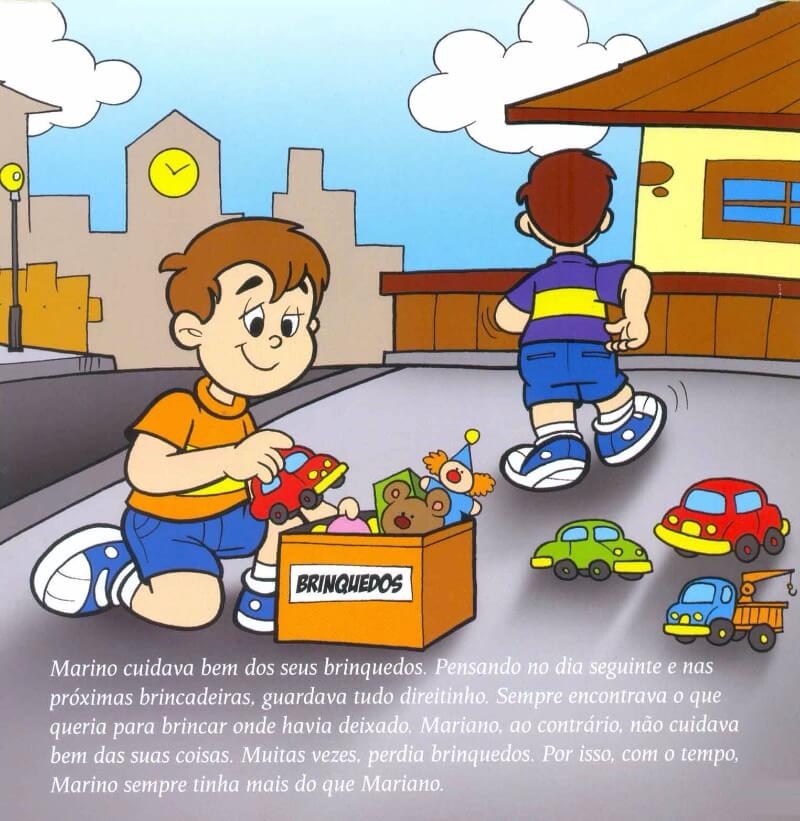 BRINQUEDOS
Marino cuidava bem dos seus brinquedos. Pensando no dia seguinte e nas
próximas brincadeiras, guardava tudo direitinho. Sempre encontrava o que
queria para brincar onde havia deixado. Mariano, ao contrário, não cuidava
bem das suas coisas. Muitas vezes, perdia brinquedos. Por isso, com o tempo,
Marino sempre tinha mais do que Mariano.